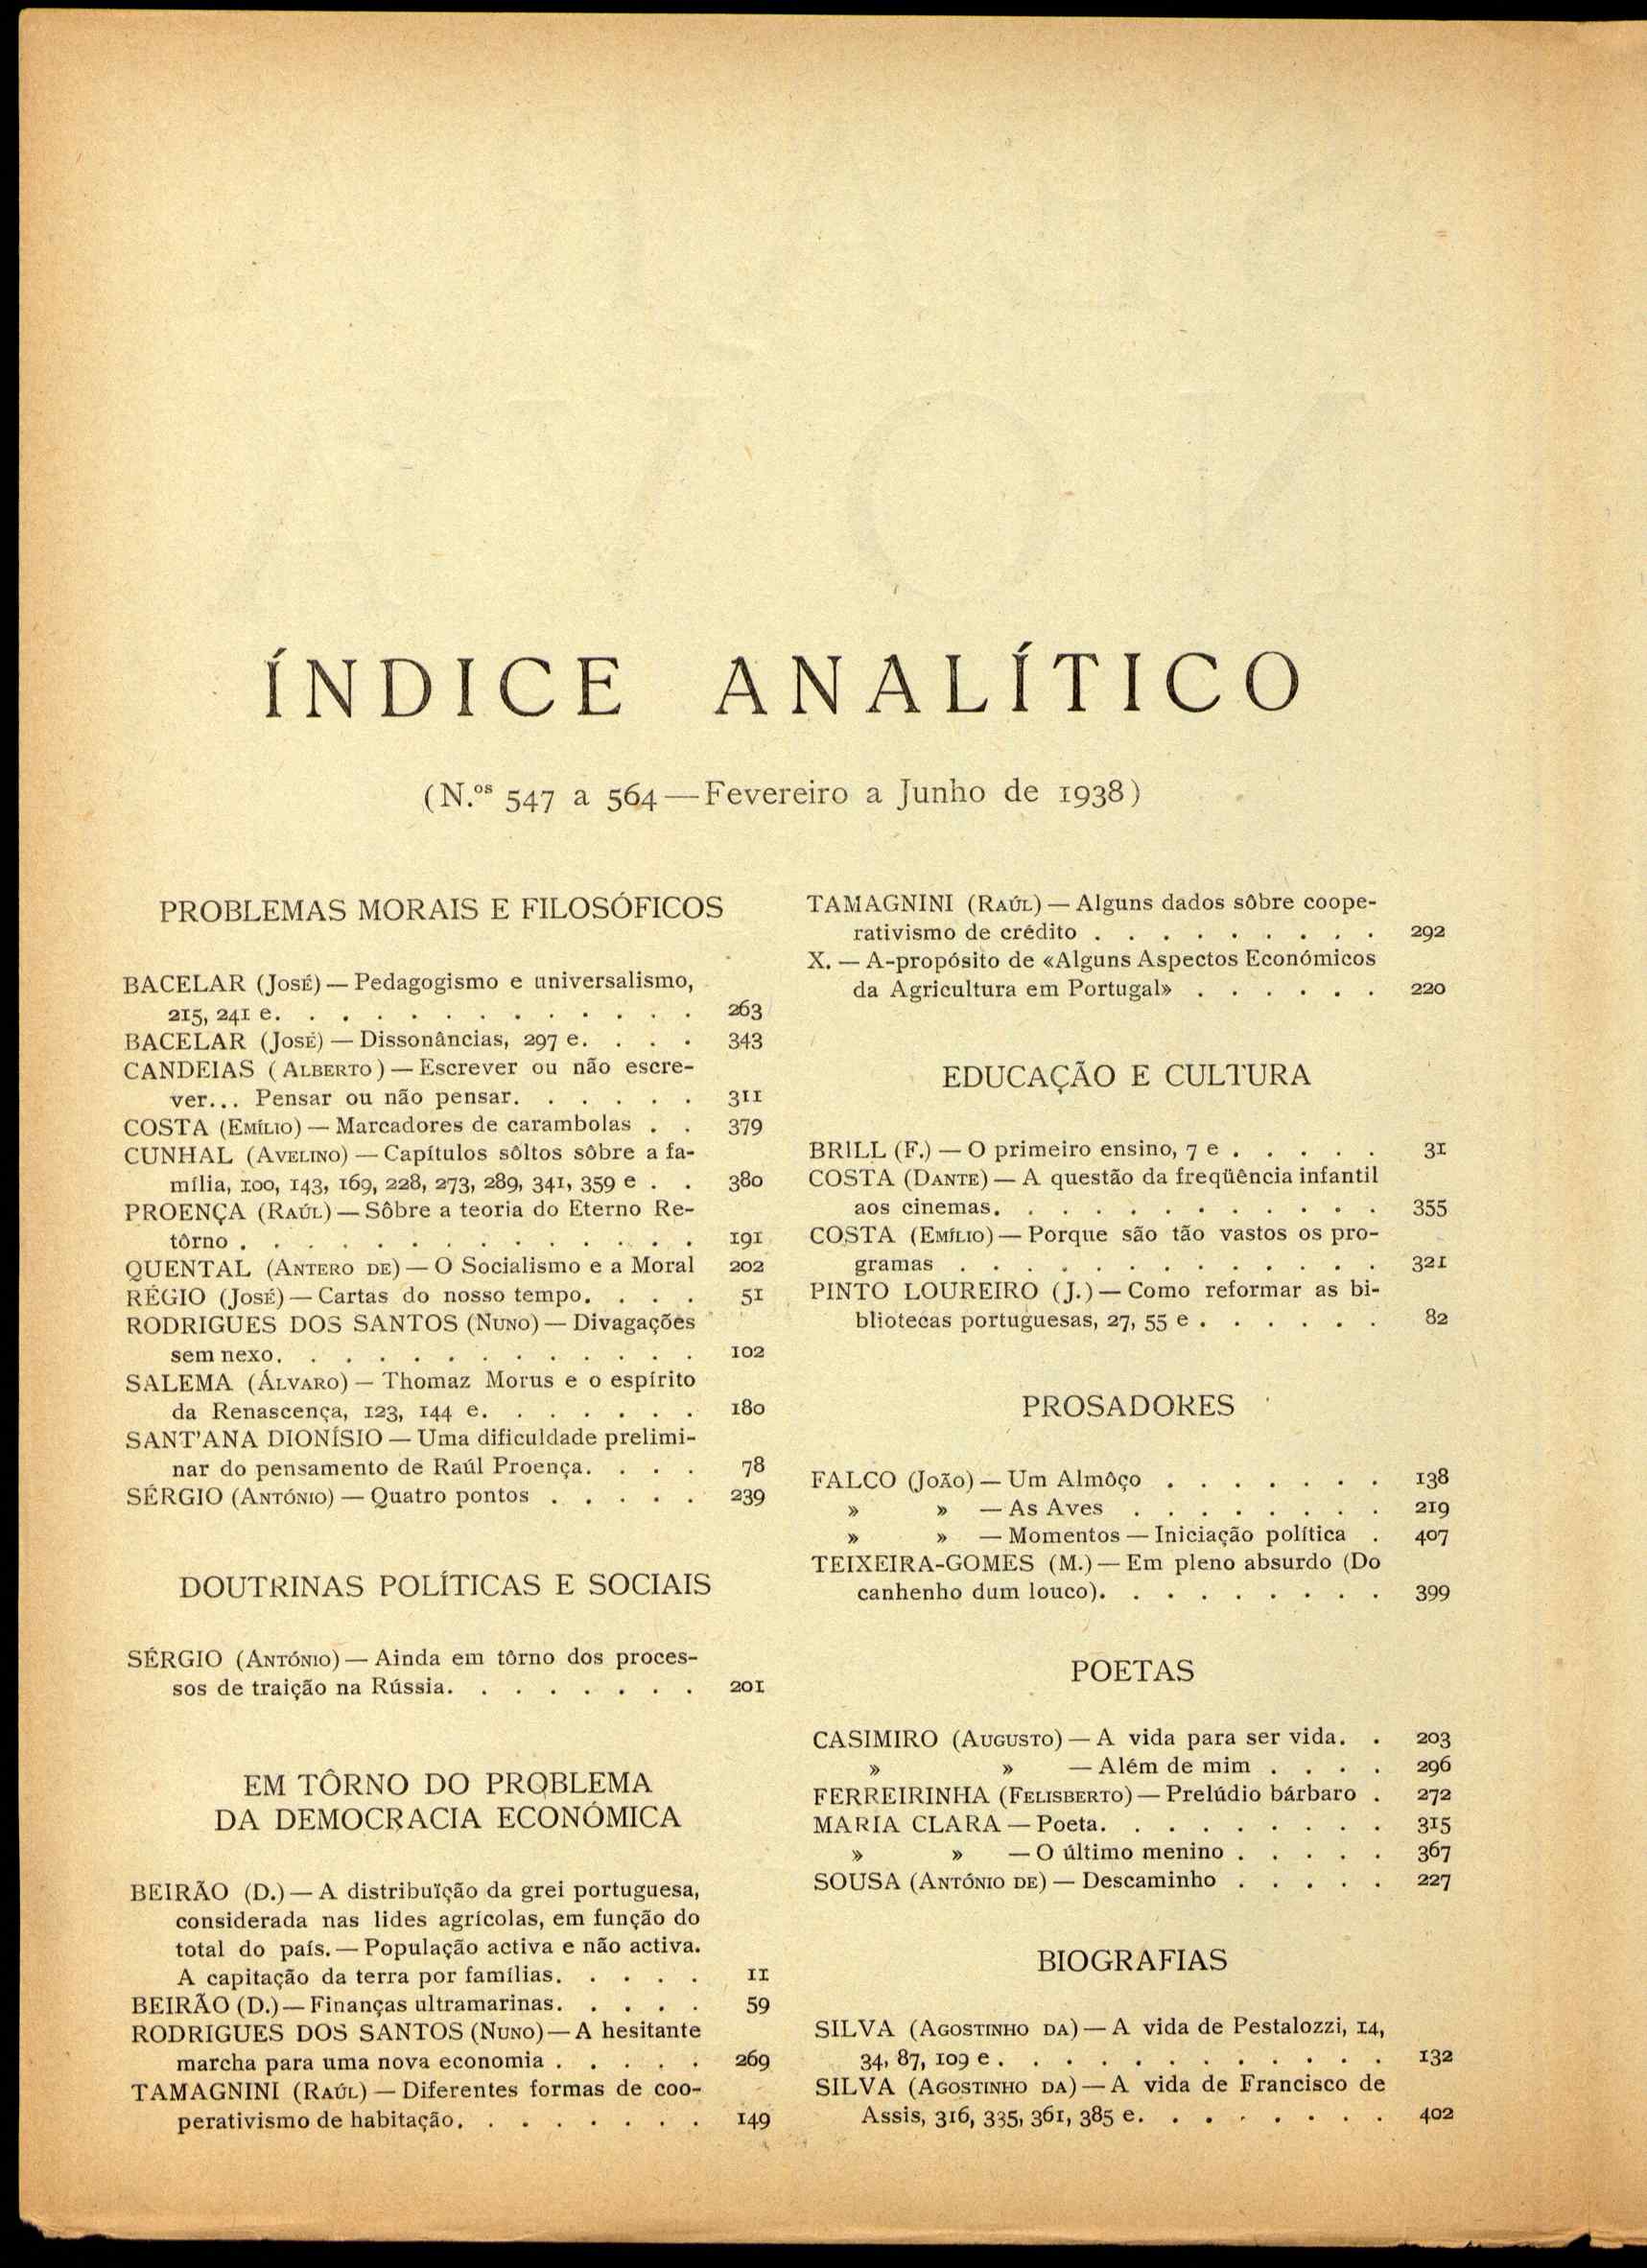 ÍNDICE ANALÍTICO
(N.os 547 a 564 — Fevereiro a Junho de 1938)
PROBLEMAS MORAIS E FILOSÓFICOS
BACELAR (José) — Pedagogismo e universalismo,
215, 241 e. . . . . . . . . . . . . . 263
BACELAR (José) — Dissonâncias, 297 e. . . . 343
CANDEIAS (Alberto) — Escrever ou não escre-
ver... Pensar ou não pensar. . . . . . 311
COSTA (Emílio) — Marcadores de carambolas . . 379
CUNHAL (Avelino) — Capítulos sôltos sôbre a fa-
mília, 100, 143, 169, 228, 273, 289, 341, 359 e . . 380
PROENÇA (Raúl) — Sôbre a teoria do Eterno Re-
tôrno . . . . . . . . . . . . . . 191
QUENTAL (Antero de) — O Socialismo e a Moral 202
RÉGIO (José) — Cartas do nosso tempo. . . . 51
RODRIGUES DOS SANTOS (Nuno) — Divagações
sem nexo. . . . . . . . . . . . . 102
SALEMA (Álvaro) — Thomaz Morus e o espírito
da Renascença, 123, 144 e. . . . . . . 180
SANT'ANA DIONÍSIO — Uma dificuldade prelimi-
nar do pensamento de Raúl Proença. . . . 78
SÉRGIO (António) — Quatro pontos . . . . . 239
DOUTRINAS POLÍTICAS E SOCIAIS
SÉRGIO (António) — Ainda em tôrno dos proces-
sos de traição na Rússia. . . . . . . . 201
EM TÔRNO DO PROBLEMA
DA DEMOCRACIA ECONÓMICA
BEIRÃO (D.) — A distribuïção da grei portuguesa,
considerada nas lides agrícolas, em função do
total do país. — População activa e não activa.
A capitação da terra por famílias. . . . . 11
BEIRÃO (D.) — Finanças ultramarinas. . . . . 59
RODRIGUES DOS SANTOS (Nuno) — A hesitante
marcha para uma nova economia . . . . . 269
TAMAGNINI (Raúl) — Diferentes formas de coo-
perativismo de habitação. . . . . . . . 149
TAMAGNINI (Raúl) — Alguns dados sôbre coope-
rativismo de crédito . . . . . . . . . 292
X. — A-propósito de «Alguns Aspectos Económicos
da Agricultura em Portugal» . . . . . . 220
EDUCAÇÃO E CULTURA
BRILL (F.) — O primeiro ensino, 7 e . . . . . 31
COSTA (Dante) — A questão da freqüência infantil
aos cinemas. . . . . . . . . . . . 355
COSTA (Emílio) — Porque são tão vastos os pro-
gramas . . . . . . . . . . . . . 321
PINTO LOUREIRO (J.) — Como reformar as bi-
bliotecas portuguesas, 27, 55 e . . . . . . 82
PROSADORES
FALCO (João) — Um Almôço . . . . . . . 138
» » — As Aves . . . . . . . . 219
» » — Momentos — Iniciação política . 407
TEIXEIRA-GOMES (M.) — Em pleno absurdo (Do
canhenho dum louco). . . . . . . . . 399
POETAS
CASIMIRO (Augusto) — A vida para ser vida. . 203
» » — Além de mim . . . . 296
FERREIRINHA (Felisberto) — Prelúdio bárbaro . 272
MARIA CLARA — Poeta. . . . . . . . . 315
» » — O último menino . . . . . 367
SOUSA (António de) — Descaminho . . . . . 227
BIOGRAFIAS
SILVA (Agostinho da) — A vida de Pestalozzi, 14,
34, 87, 109 e . . . . . . . . . . . . 132
SILVA (Agostinho da) — A vida de Francisco de
Assis, 316, 335, 361, 385 e. . . . . . . . 402